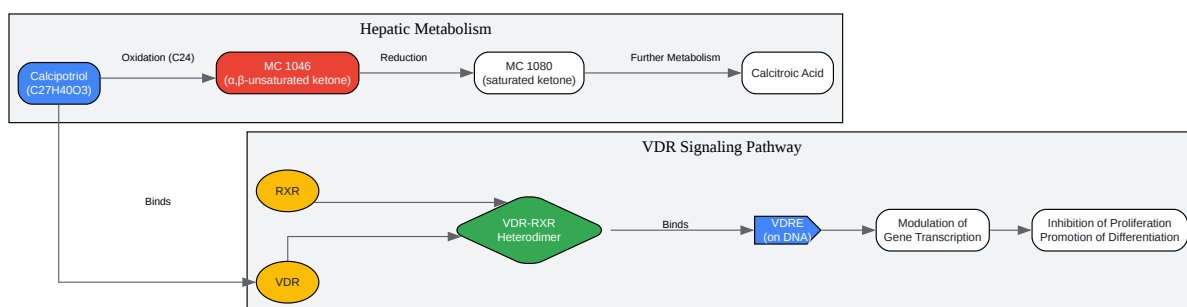 Hepatic Metabolism
Calcipotriol
(C27H40O3)
Oxidation (C24)
MC 1046
(α,β-unsaturated ketone)
Reduction
MC 1080
(saturated ketone)
Further Metabolism
Calcitroic Acid
Binds
VDR Signaling Pathway
RXR
VDR
VDR-RXR
Heterodimer
Binds
VDRE
(on DNA)
Modulation of
Gene Transcription
Inhibition of Proliferation
Promotion of Differentiation